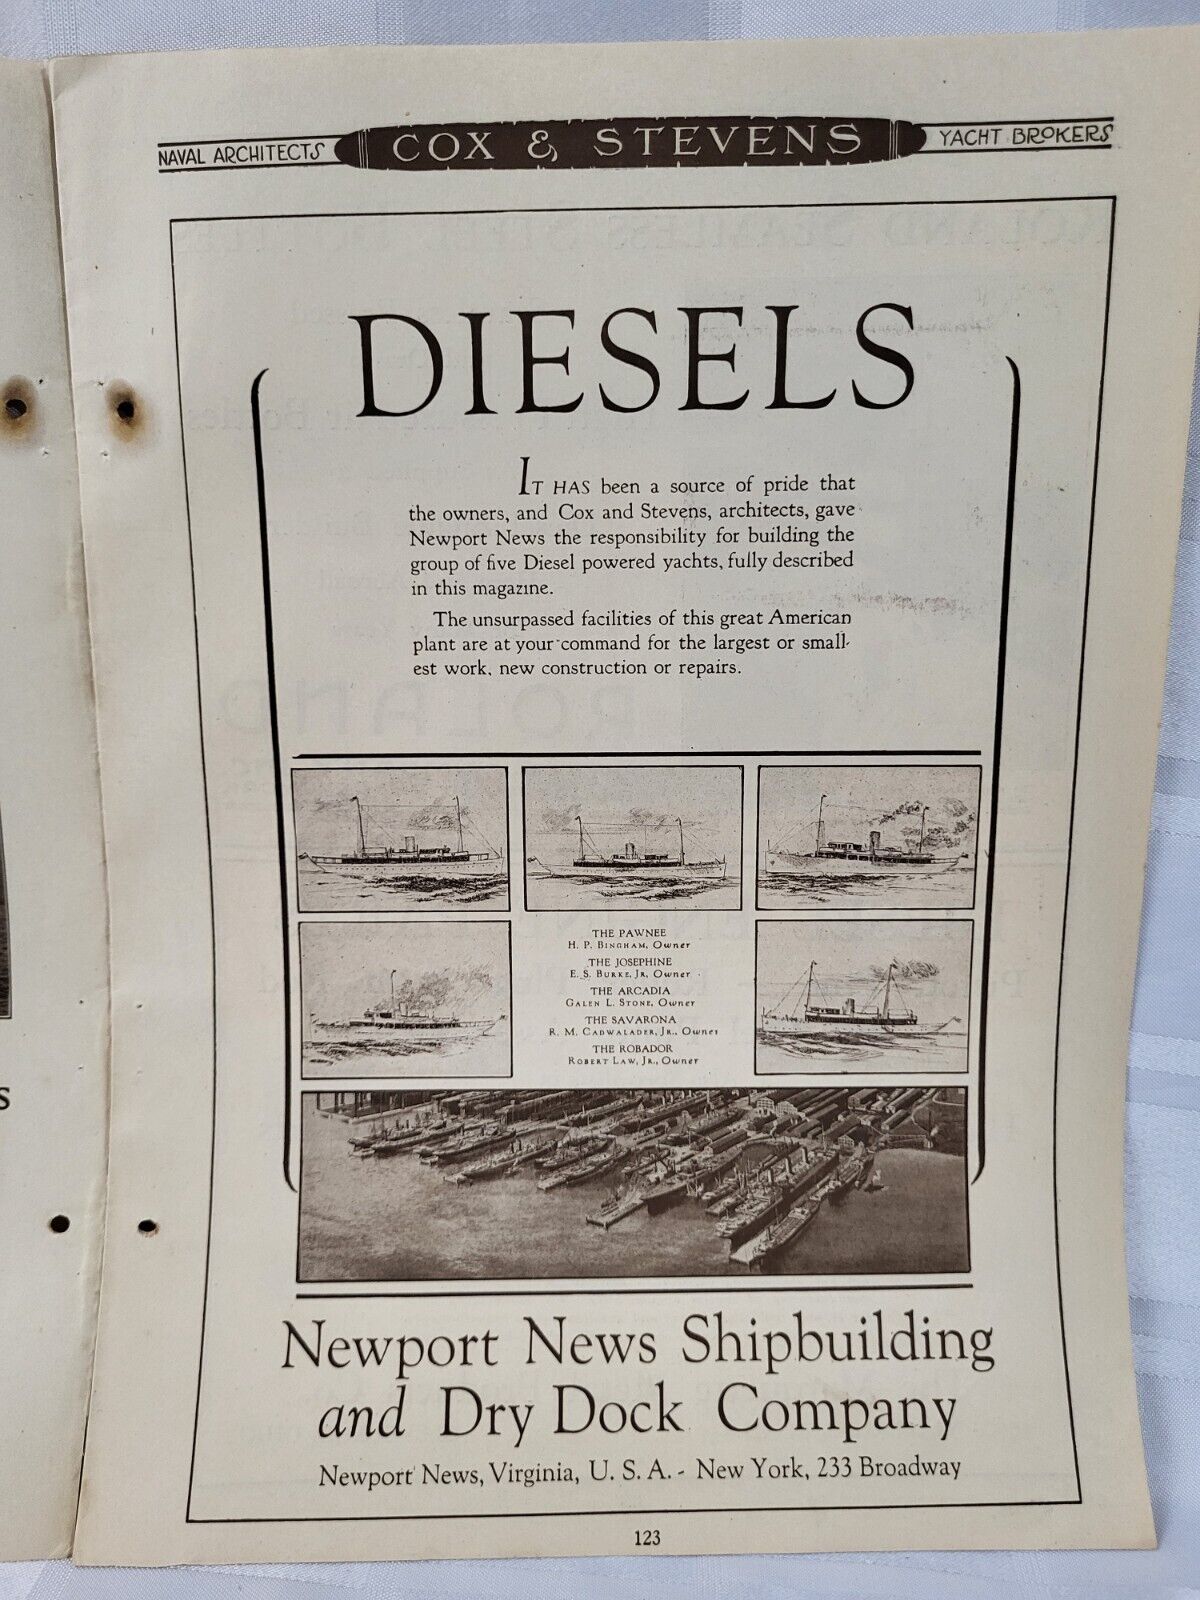 NAVAL ARCHITECTS COX & STEVENS YACHT BROKERS
DIESELS
IT HAS been a source of pride that
the owners, and Cox and Stevens, architects, gave
Newport News the responsibility for building the
group of five Diesel powered yachts, fully described
in this magazine.
The unsurpassed facilities of this great American
plant are at your command for the largest or small-
est work, new construction or repairs.
THE PAWNEE
H. P. BINGHAM, Owner
THE JOSEPHINE
E. S. BURKE, JR, Owner
THE ARCADIA
GALEN L. STONE, Owner
THE SAVARONA
R. M. CADWALADER, JR., Owner
THE ROBADOR
ROBERT LAW, JR., Owner
Newport News Shipbuilding
and Dry Dock Company
Newport News, Virginia, U. S. A. - New York, 233 Broadway
123
s